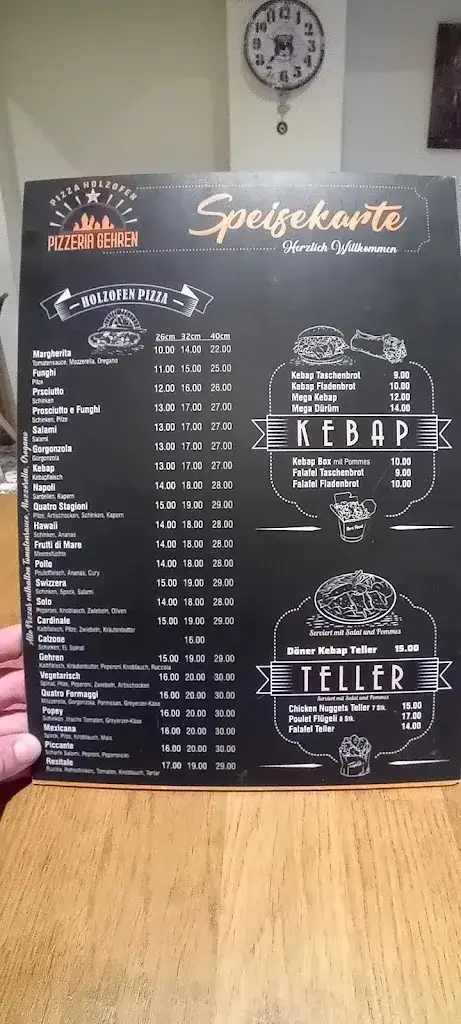 PIZZA HOLZOFEN
PIZZERIA GEHREN
Speisekarte
Herzlich Willkommen
HOLZOFEN PIZZA
26cm 32cm 40cm
Margherita 10.00 14.00 22.00
Tomatensauce, Mozzerella, Oregano
Funghi 11.00 15.00 25.00
Pilze
Prsciutto 12.00 16.00 26.00
Schinken
Prosciutto e Funghi 13.00 17.00 27.00
Schinken, Pilze
Salami 13.00 17.00 27.00
Salami
Gorgonzola 13.00 17.00 27.00
Gorgonzola
Kebap 13.00 17.00 27.00
Kebapfleisch
Napoli 14.00 18.00 28.00
Sardellen, Kapern
Quatro Stagioni 15.00 19.00 29.00
Pilze, Artischocken, Schinken, Kapern
Hawaii 14.00 18.00 28.00
Schinken, Ananas
Frutti di Mare 14.00 18.00 28.00
Meeresfüchte
Pollo 14.00 18.00 28.00
Pouletfleisch, Ananas, Cury
Swizzera 15.00 19.00 29.00
Schinken, Speck, Salami
Solo 14.00 18.00 28.00
Peperoni, Knoblauch, Zwiebeln, Oliven
Cardinale 15.00 19.00 29.00
Kalbfleisch, Pilze, Zwiebeln, Kräuterbutter
Calzone 16.00
Schinken, Ei, Spinat
Gehren 15.00 19.00 29.00
Kalbfleisch, Kräuterbutter, Peperoni Knoblauch, Ruccola
Vegetarisch 16.00 20.00 30.00
Spinat, Pilze, Peperoni, Zwiebeln, Artischocken
Quatro Formaggi 16.00 20.00 30.00
Mozzerella, Gorgonzola, Parmesan, Greyerzer-Käse
Popey 16.00 20.00 30.00
Schinken, frische Tomaten, Greyerzer-Käse
Mexicana 16.00 20.00 30.00
Speck, Pilze, Knoblauch, Mais
Piccante 16.00 20.00 30.00
Scharfe Salami, Peproni, Peperoncini
Resitale 17.00 19.00 29.00
Rucola, Rohschinken, Tomaten, Knoblauch, Tartar
Alle Pizzas enthalten Tomatensauce, Mozzerella, Oregano
Kebap Taschenbrot 9.00
Kebap Fladenbrot 10.00
Mega Kebap 12.00
Mega Dürüm 14.00
KEBAP
Kebap Box mit Pommes 10.00
Falafel Taschenbrot 9.00
Falafel Fladenbrot 10.00
Serviert mit Salat und Pommes
Döner Kebap Teller 15.00
TELLER
Serviert mit Salat und Pommes
Chicken Nuggets Teller 7 Stk. 15.00
Poulet Flügeli 8 Stk. 17.00
Falafel Teller 14.00